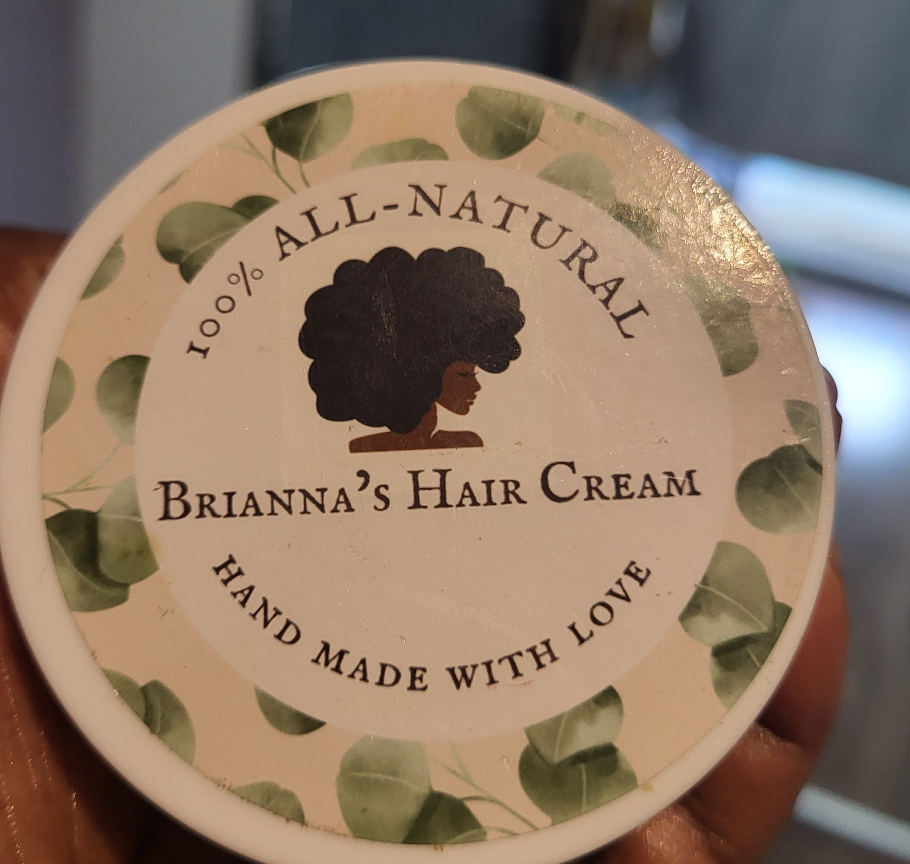 100% ALL-NATURAL
BRIANNA'S HAIR CREAM
HAND MADE WITH LOVE